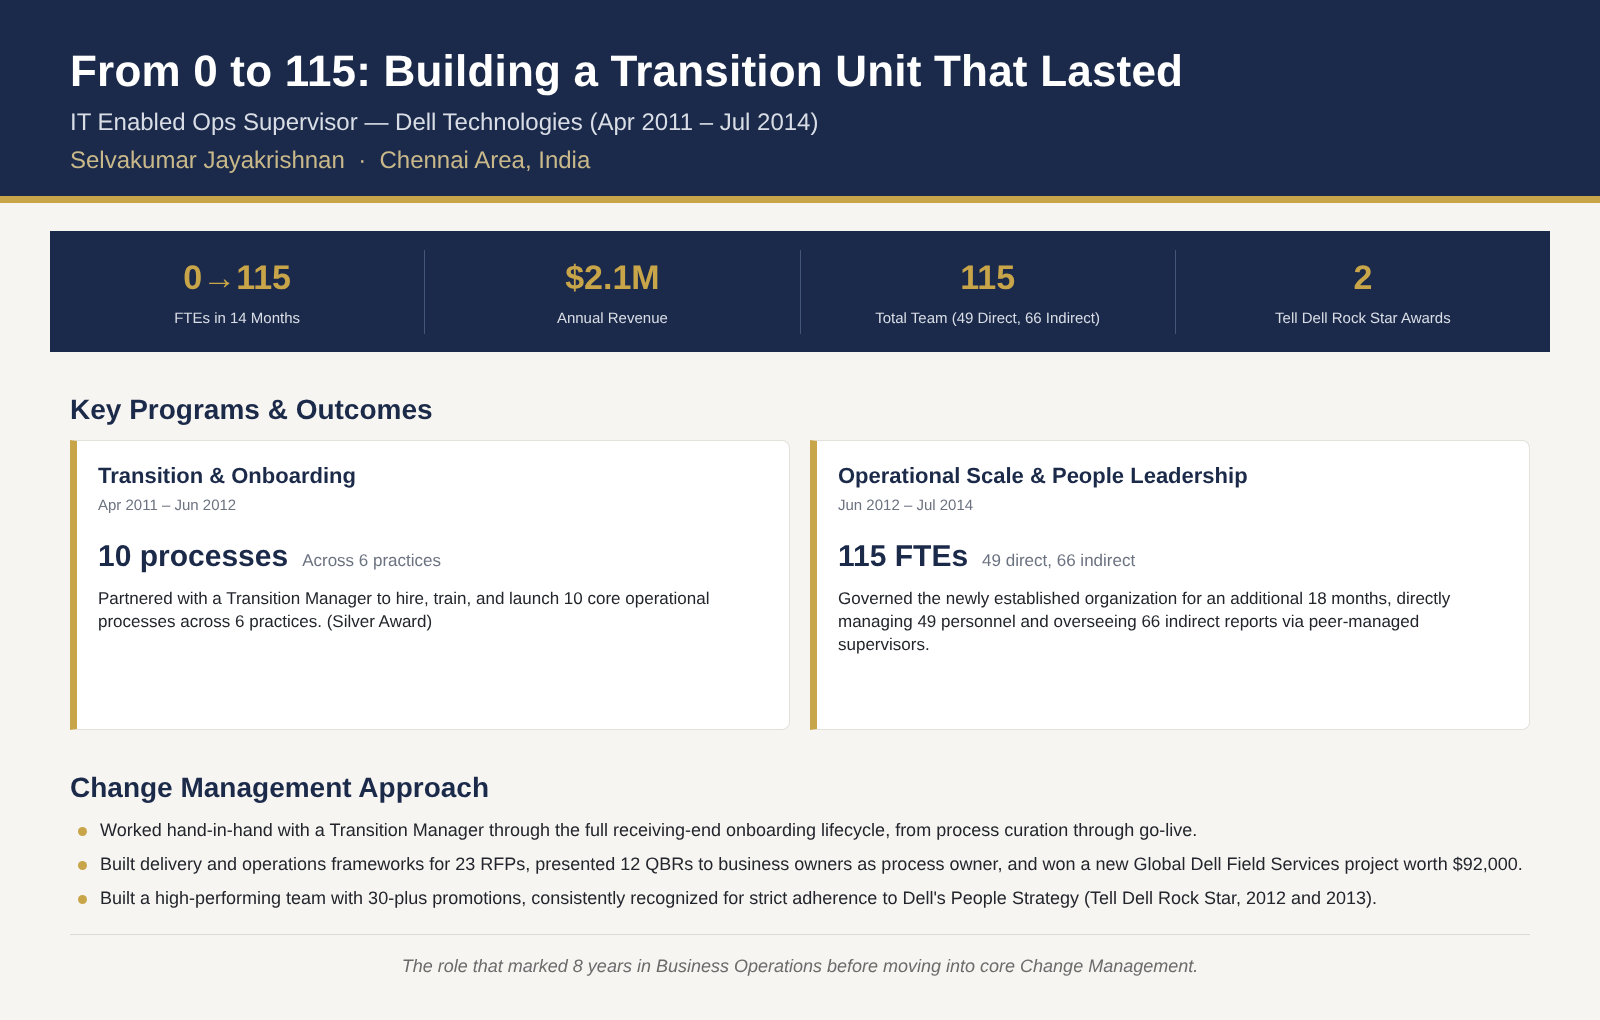 From 0 to 115: Building a Transition Unit That Lasted
IT Enabled Ops Supervisor — Dell Technologies (Apr 2011 – Jul 2014)
Selvakumar Jayakrishnan · Chennai Area, India
0→115
FTEs in 14 Months
$2.1M
Annual Revenue
115
Total Team (49 Direct, 66 Indirect)
2
Tell Dell Rock Star Awards
Key Programs & Outcomes
Transition & Onboarding
Apr 2011 – Jun 2012
10 processes Across 6 practices
Partnered with a Transition Manager to hire, train, and launch 10 core operational
processes across 6 practices. (Silver Award)
Operational Scale & People Leadership
Jun 2012 – Jul 2014
115 FTEs 49 direct, 66 indirect
Governed the newly established organization for an additional 18 months, directly
managing 49 personnel and overseeing 66 indirect reports via peer-managed
supervisors.
Change Management Approach
Worked hand-in-hand with a Transition Manager through the full receiving-end onboarding lifecycle, from process curation through go-live.
Built delivery and operations frameworks for 23 RFPs, presented 12 QBRs to business owners as process owner, and won a new Global Dell Field Services project worth $92,000.
Built a high-performing team with 30-plus promotions, consistently recognized for strict adherence to Dell's People Strategy (Tell Dell Rock Star, 2012 and 2013).
The role that marked 8 years in Business Operations before moving into core Change Management.